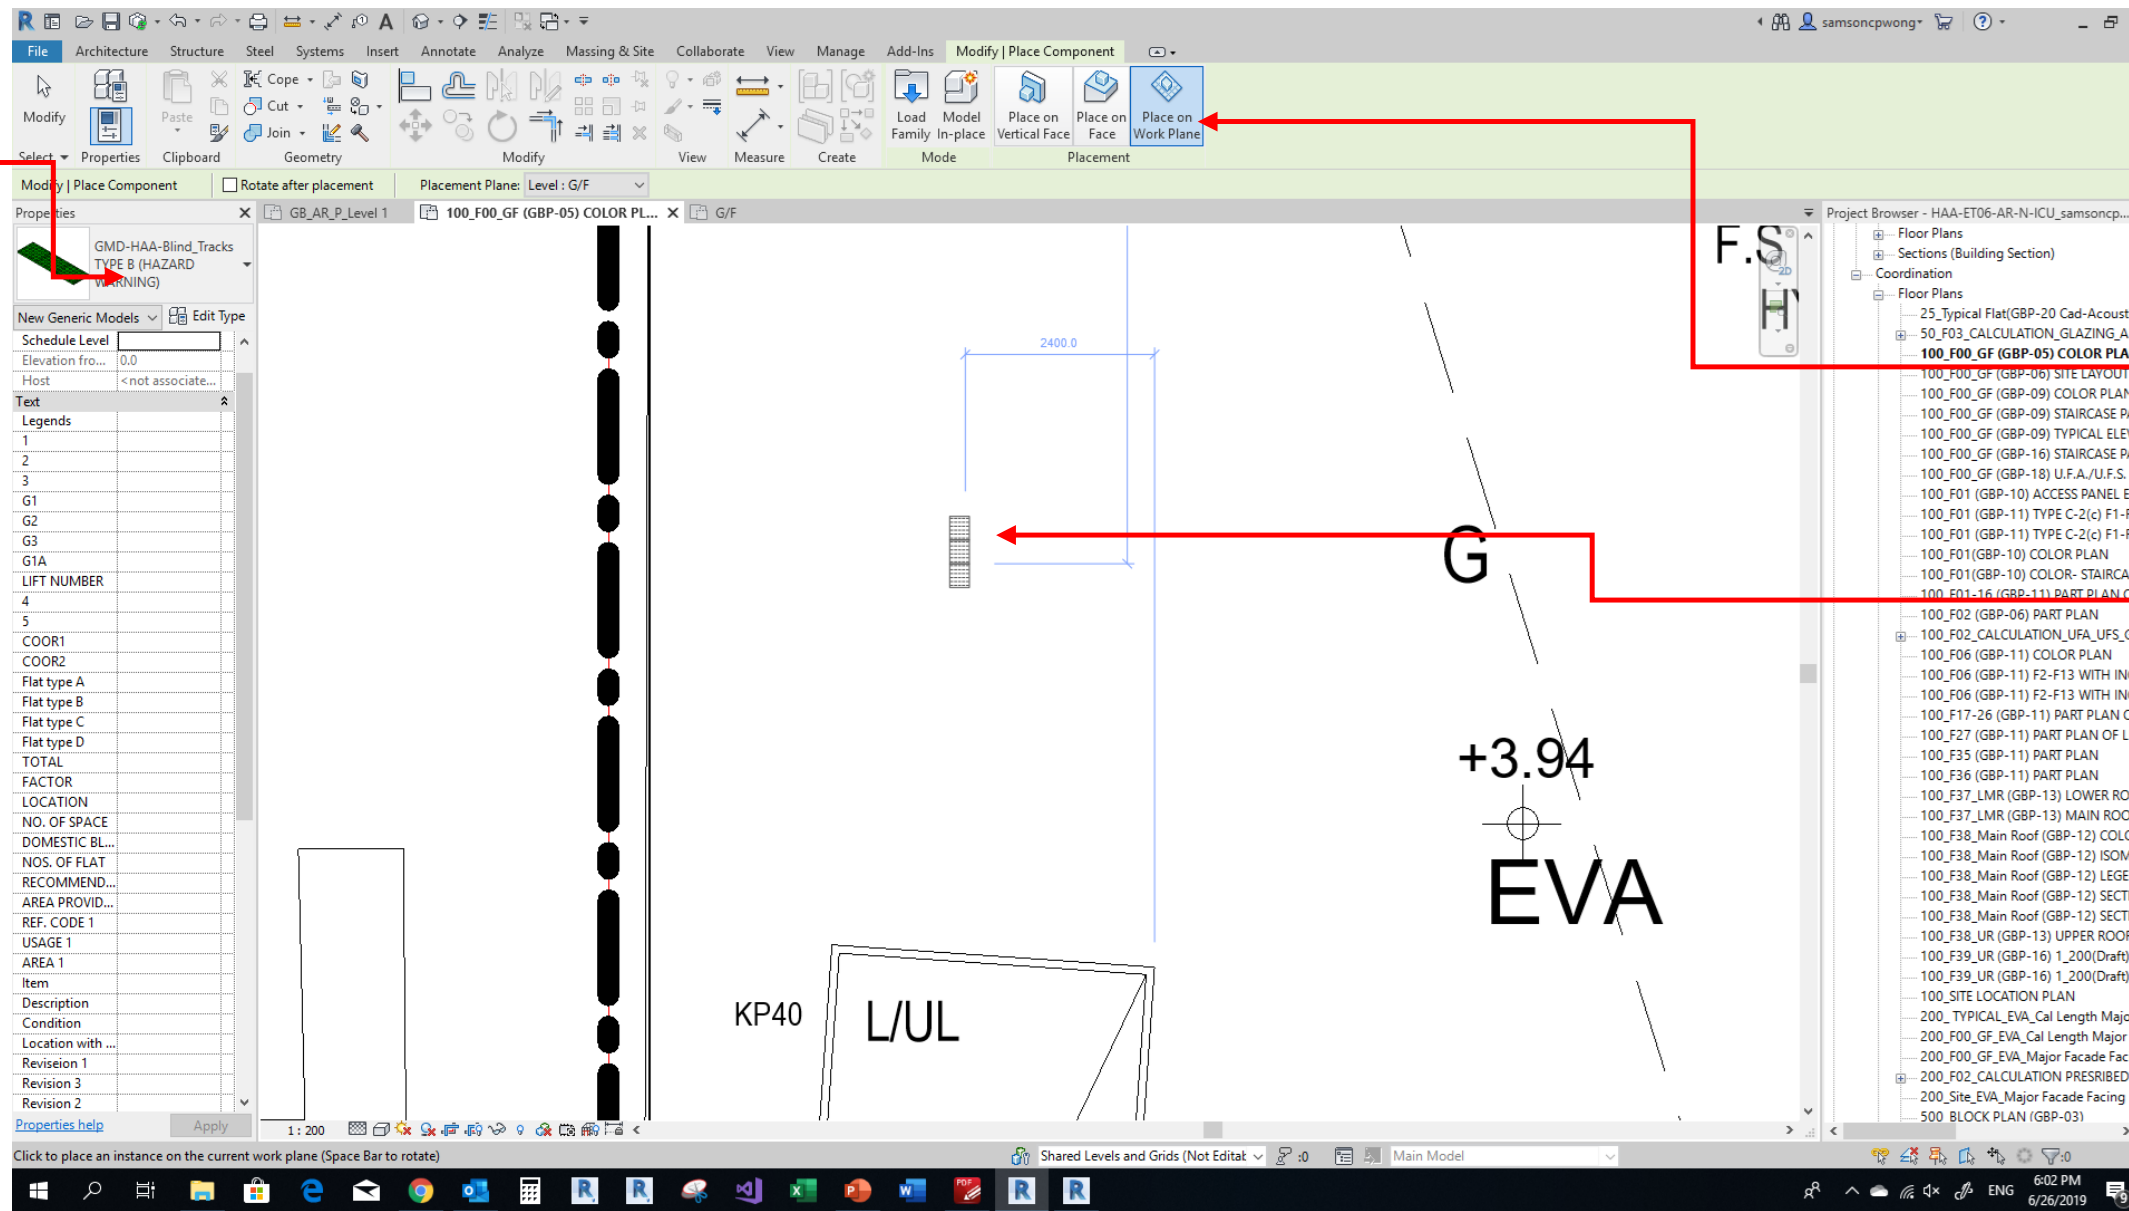 samsoncpwong
File Architecture Structure Steel Systems Insert Annotate Analyze Massing & Site Collaborate View Manage Add-Ins Modify | Place Component
Modify
Paste
Cope
Cut
Join
Load Family
Model In-place
Place on Vertical Face
Place on Face
Place on Work Plane
Select Properties Clipboard Geometry Modify View Measure Create Mode Placement
Modify | Place Component Rotate after placement Placement Plane: Level : G/F
Properties
GB_AR_P_Level 1
100_F00_GF (GBP-05) COLOR PL...
G/F
Project Browser - HAA-ET06-AR-N-ICU_samsoncp...
GMD-HAA-Blind_Tracks
TYPE B (HAZARD
WARNING)
New Generic Models Edit Type
Schedule Level
Elevation fro... 0.0
Host <not associate...
Text
Legends
1
2
3
G1
G2
G3
G1A
LIFT NUMBER
4
5
COOR1
COOR2
Flat type A
Flat type B
Flat type C
Flat type D
TOTAL
FACTOR
LOCATION
NO. OF SPACE
DOMESTIC BL...
NOS. OF FLAT
RECOMMEND...
AREA PROVID...
REF. CODE 1
USAGE 1
AREA 1
Item
Description
Condition
Location with ...
Reviseion 1
Revision 3
Revision 2
Properties help Apply
2400.0
F.S
2D
H
G
+3.94
EVA
KP40
L/UL
Floor Plans
Sections (Building Section)
Coordination
Floor Plans
25_Typical Flat(GBP-20 Cad-Acoust
50_F03_CALCULATION_GLAZING_A
100_F00_GF (GBP-05) COLOR PLA
100_F00_GF (GBP-06) SITE LAYOUT
100_F00_GF (GBP-09) COLOR PLAN
100_F00_GF (GBP-09) STAIRCASE PA
100_F00_GF (GBP-09) TYPICAL ELEV
100_F00_GF (GBP-16) STAIRCASE PA
100_F00_GF (GBP-18) U.F.A./U.F.S.
100_F01 (GBP-10) ACCESS PANEL E
100_F01 (GBP-11) TYPE C-2(c) F1-F
100_F01 (GBP-11) TYPE C-2(c) F1-F
100_F01(GBP-10) COLOR PLAN
100_F01(GBP-10) COLOR- STAIRCA
100_F01-16 (GBP-11) PART PLAN O
100_F02 (GBP-06) PART PLAN
100_F02_CALCULATION_UFA_UFS_G
100_F06 (GBP-11) COLOR PLAN
100_F06 (GBP-11) F2-F13 WITH IN
100_F06 (GBP-11) F2-F13 WITH IN
100_F17-26 (GBP-11) PART PLAN O
100_F27 (GBP-11) PART PLAN OF L
100_F35 (GBP-11) PART PLAN
100_F36 (GBP-11) PART PLAN
100_F37_LMR (GBP-13) LOWER RO
100_F37_LMR (GBP-13) MAIN ROO
100_F38_Main Roof (GBP-12) COLO
100_F38_Main Roof (GBP-12) ISOM
100_F38_Main Roof (GBP-12) LEGE
100_F38_Main Roof (GBP-12) SECT
100_F38_Main Roof (GBP-12) SECT
100_F38_UR (GBP-13) UPPER ROOF
100_F39_UR (GBP-16) 1_200(Draft)
100_F39_UR (GBP-16) 1_200(Draft)
100_SITE LOCATION PLAN
200_ TYPICAL_EVA_Cal Length Majo
200_F00_GF_EVA_Cal Length Major
200_F00_GF_EVA_Major Facade Fac
200_F02_CALCULATION PRESRIBED
200_Site_EVA_Major Facade Facing
500_BLOCK PLAN (GBP-03)
1 : 200
Click to place an instance on the current work plane (Space Bar to rotate)
Shared Levels and Grids (Not Editab :0 Main Model :0
ENG
6:02 PM
6/26/2019